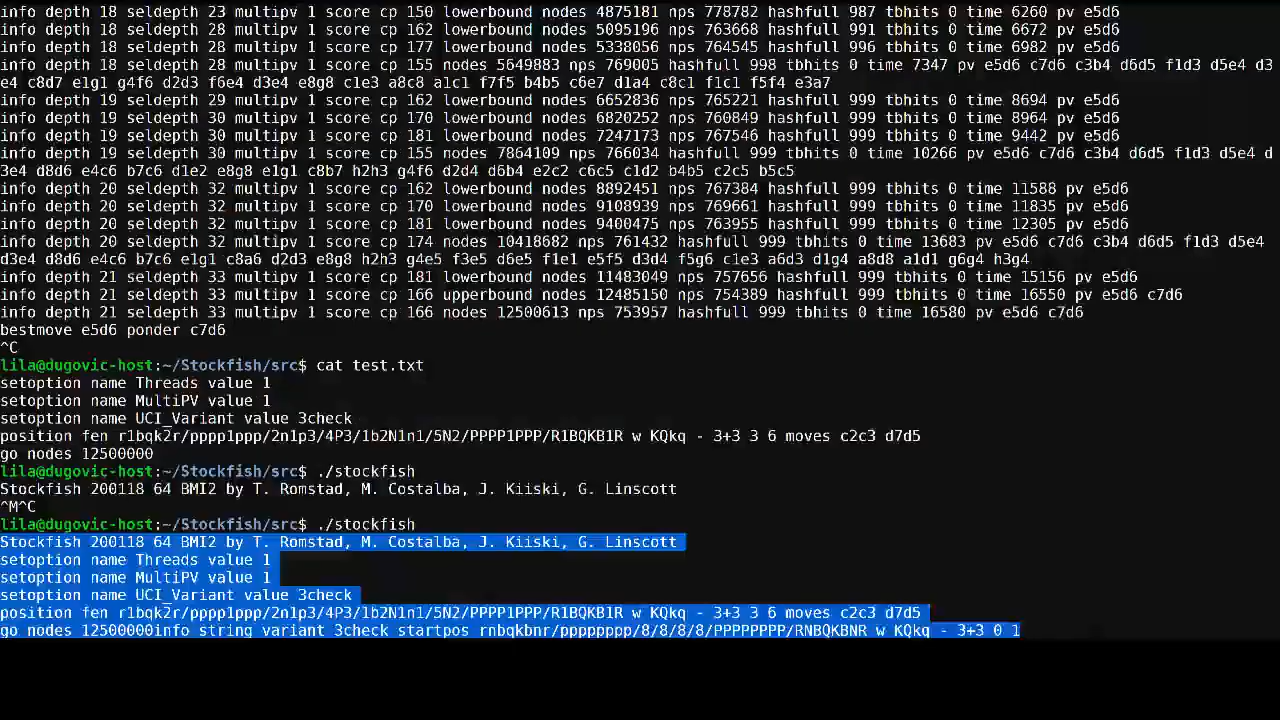 info depth 18 seldepth 23 multipv 1 score cp 150 lowerbound nodes 4875181 nps 778782 hashfull 987 tbhits 0 time 6260 pv e5d6
info depth 18 seldepth 28 multipv 1 score cp 162 lowerbound nodes 5095196 nps 763668 hashfull 991 tbhits 0 time 6672 pv e5d6
info depth 18 seldepth 28 multipv 1 score cp 177 lowerbound nodes 5338056 nps 764545 hashfull 996 tbhits 0 time 6982 pv e5d6
info depth 18 seldepth 28 multipv 1 score cp 155 nodes 5649883 nps 769005 hashfull 998 tbhits 0 time 7347 pv e5d6 c7d6 c3b4 d6d5 f1d3 d5e4 d3
e4 c8d7 e1g1 g4f6 d2d3 f6e4 d3e4 e8g8 c1e3 a8c8 a1c1 f7f5 b4b5 c6e7 d1a4 c8c1 f1c1 f5f4 e3a7
info depth 19 seldepth 29 multipv 1 score cp 162 lowerbound nodes 6652836 nps 765221 hashfull 999 tbhits 0 time 8694 pv e5d6
info depth 19 seldepth 30 multipv 1 score cp 170 lowerbound nodes 6820252 nps 760849 hashfull 999 tbhits 0 time 8964 pv e5d6
info depth 19 seldepth 30 multipv 1 score cp 181 lowerbound nodes 7247173 nps 767546 hashfull 999 tbhits 0 time 9442 pv e5d6
info depth 19 seldepth 30 multipv 1 score cp 155 nodes 7864109 nps 766034 hashfull 999 tbhits 0 time 10266 pv e5d6 c7d6 c3b4 d6d5 f1d3 d5e4 d
3e4 d8d6 e4c6 b7c6 d1e2 e8g8 e1g1 c8b7 h2h3 g4f6 d2d4 d6b4 e2c2 c6c5 c1d2 b4b5 c2c5 b5c5
info depth 20 seldepth 32 multipv 1 score cp 162 lowerbound nodes 8892451 nps 767384 hashfull 999 tbhits 0 time 11588 pv e5d6
info depth 20 seldepth 32 multipv 1 score cp 170 lowerbound nodes 9108939 nps 769661 hashfull 999 tbhits 0 time 11835 pv e5d6
info depth 20 seldepth 32 multipv 1 score cp 181 lowerbound nodes 9400475 nps 763955 hashfull 999 tbhits 0 time 12305 pv e5d6
info depth 20 seldepth 32 multipv 1 score cp 174 nodes 10418682 nps 761432 hashfull 999 tbhits 0 time 13683 pv e5d6 c7d6 c3b4 d6d5 f1d3 d5e4
d3e4 d8d6 e4c6 b7c6 e1g1 c8a6 d2d3 e8g8 h2h3 g4e5 f3e5 d6e5 f1e1 e5f5 d3d4 f5g6 c1e3 a6d3 d1g4 a8d8 a1d1 g6g4 h3g4
info depth 21 seldepth 33 multipv 1 score cp 181 lowerbound nodes 11483049 nps 757656 hashfull 999 tbhits 0 time 15156 pv e5d6
info depth 21 seldepth 33 multipv 1 score cp 166 upperbound nodes 12485150 nps 754389 hashfull 999 tbhits 0 time 16550 pv e5d6 c7d6
info depth 21 seldepth 33 multipv 1 score cp 166 nodes 12500613 nps 753957 hashfull 999 tbhits 0 time 16580 pv e5d6 c7d6
bestmove e5d6 ponder c7d6
^C
lila@dugovic-host:~/Stockfish/src$ cat test.txt
setoption name Threads value 1
setoption name MultiPV value 1
setoption name UCI_Variant value 3check
position fen r1bqk2r/pppp1ppp/2n1p3/4P3/1b2N1n1/5N2/PPPP1PPP/R1BQKB1R w KQkq - 3+3 3 6 moves c2c3 d7d5
go nodes 12500000
lila@dugovic-host:~/Stockfish/src$ ./stockfish
Stockfish 200118 64 BMI2 by T. Romstad, M. Costalba, J. Kiiski, G. Linscott
^M^C
lila@dugovic-host:~/Stockfish/src$ ./stockfish
Stockfish 200118 64 BMI2 by T. Romstad, M. Costalba, J. Kiiski, G. Linscott
setoption name Threads value 1
setoption name MultiPV value 1
setoption name UCI_Variant value 3check
position fen r1bqk2r/pppp1ppp/2n1p3/4P3/1b2N1n1/5N2/PPPP1PPP/R1BQKB1R w KQkq - 3+3 3 6 moves c2c3 d7d5
go nodes 12500000info string variant 3check startpos rnbqkbnr/pppppppp/8/8/8/8/PPPPPPPP/RNBQKBNR w KQkq - 3+3 0 1